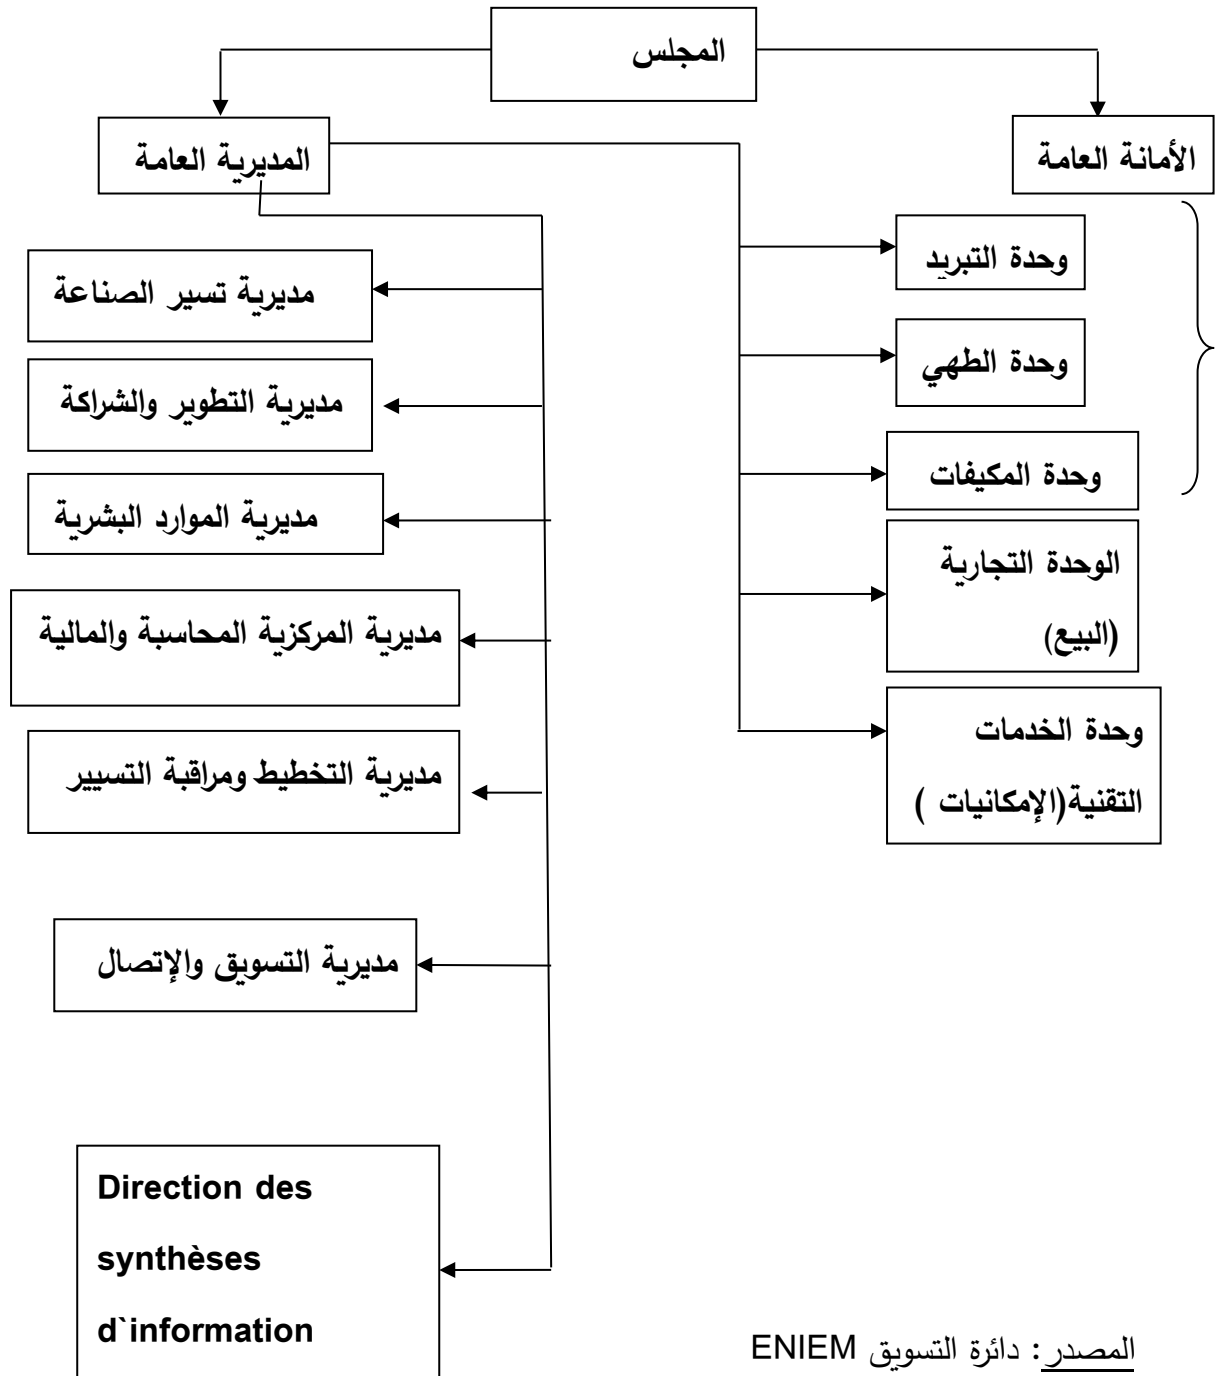 المجلس
الأمانة العامة
المديرية العامة
وحدة التبريد
وحدة الطهي
وحدة المكيفات
الوحدة التجارية
(البيع)
وحدة الخدمات
التقنية(الإمكانيات )
مديرية تسير الصناعة
مديرية التطوير والشراكة
مديرية الموارد البشرية
مديرية المركزية المحاسبة والمالية
مديرية التخطيط ومراقبة التسيير
مديرية التسويق والإتصال
Direction des
synthèses
d`information
المصدر: دائرة التسويق ENIEM